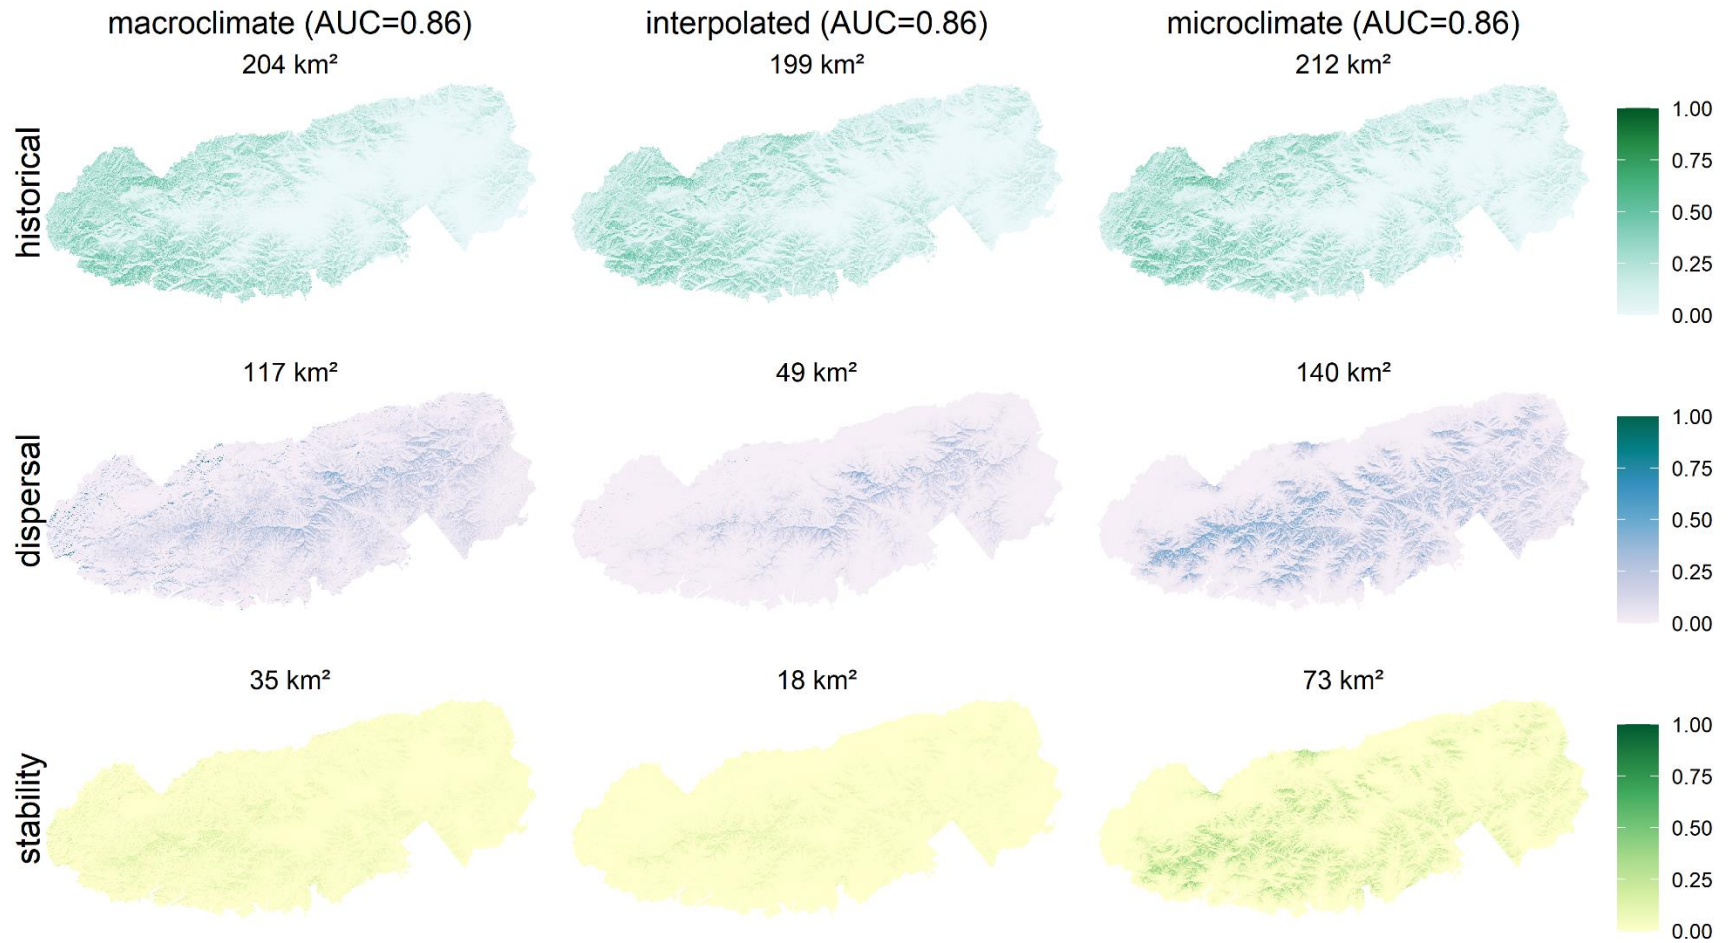 macroclimate (AUC=0.86) interpolated (AUC=0.86) microclimate (AUC=0.86)
204 km² 199 km² 212 km²
historical
1.00
0.75
0.50
0.25
0.00
117 km² 49 km² 140 km²
dispersal
1.00
0.75
0.50
0.25
0.00
35 km² 18 km² 73 km²
stability
1.00
0.75
0.50
0.25
0.00